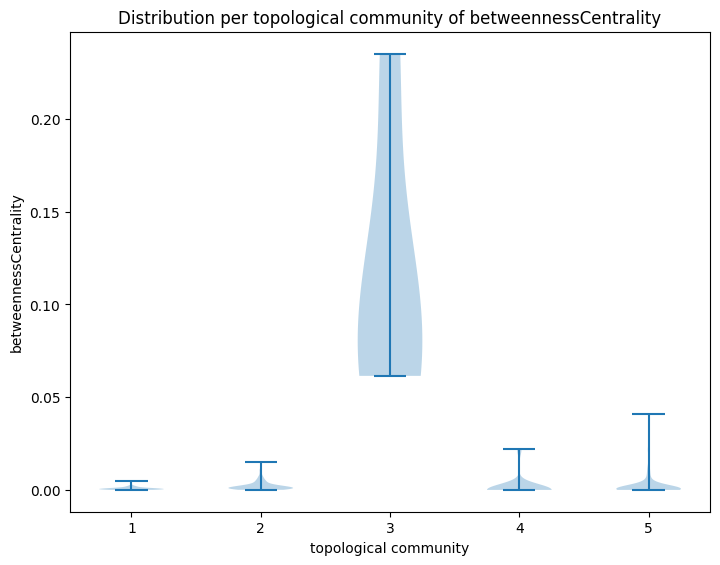 Distribution per topological community of betweennessCentrality
betweennessCentrality
0.20
0.15
0.10
0.05
0.00
1 2 3 4 5
topological community